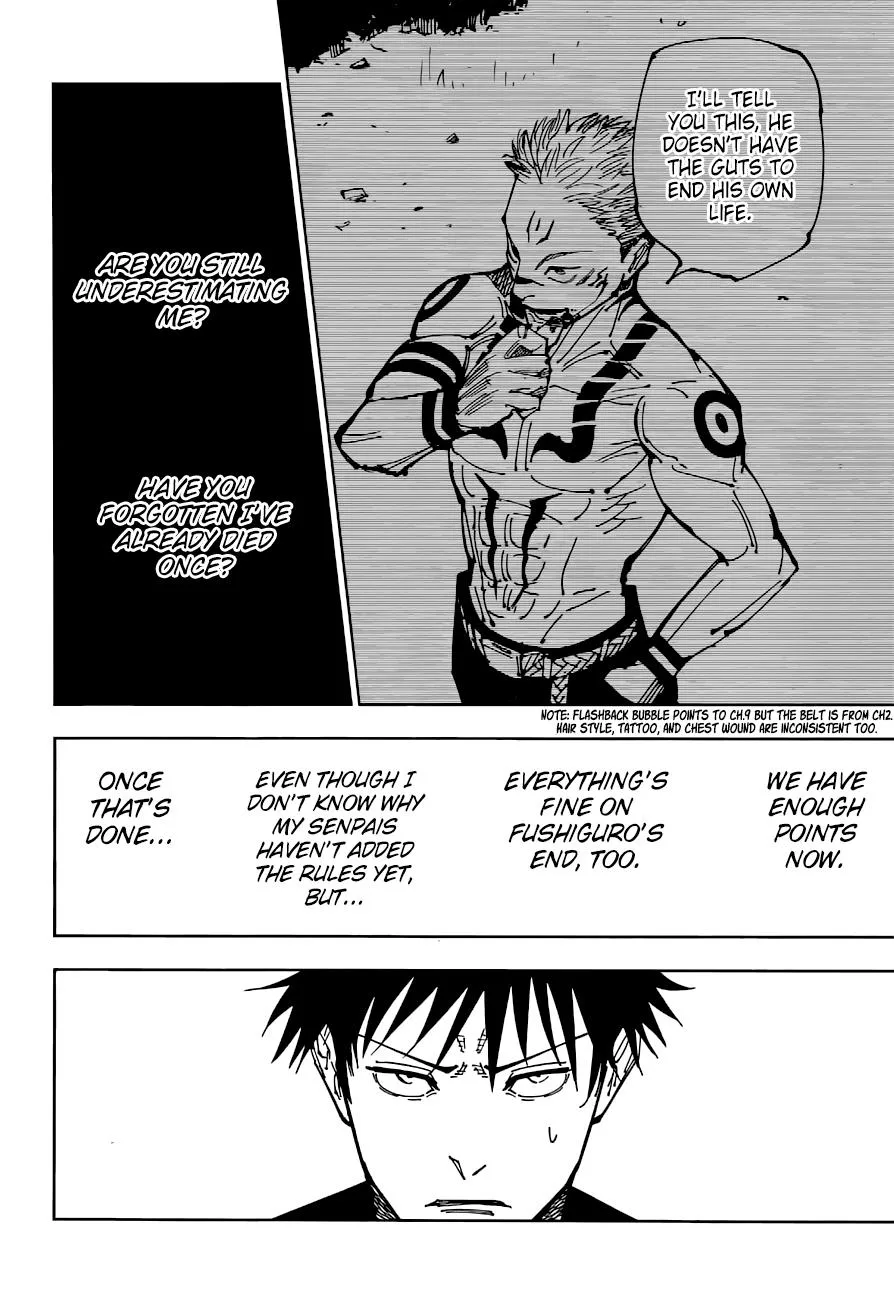 I'LL TELL
YOU THIS, HE
DOESN'T HAVE
THE GUTS TO
END HIS OWN
LIFE.
ARE YOU STILL
UNDERESTIMATING
ME?
HAVE YOU
FORGOTTEN I'VE
ALREADY DIED
ONCE?
NOTE: FLASHBACK BUBBLE POINTS TO CH.9 BUT THE BELT IS FROM CH2.
HAIR STYLE, TATTOO, AND CHEST WOUND ARE INCONSISTENT TOO.
WE HAVE
ENOUGH
POINTS
NOW.
EVERYTHING'S
FINE ON
FUSHIGURO'S
END, TOO.
EVEN THOUGH I
DON'T KNOW WHY
MY SENPAIS
HAVEN'T ADDED
THE RULES YET,
BUT...
ONCE
THAT'S
DONE...